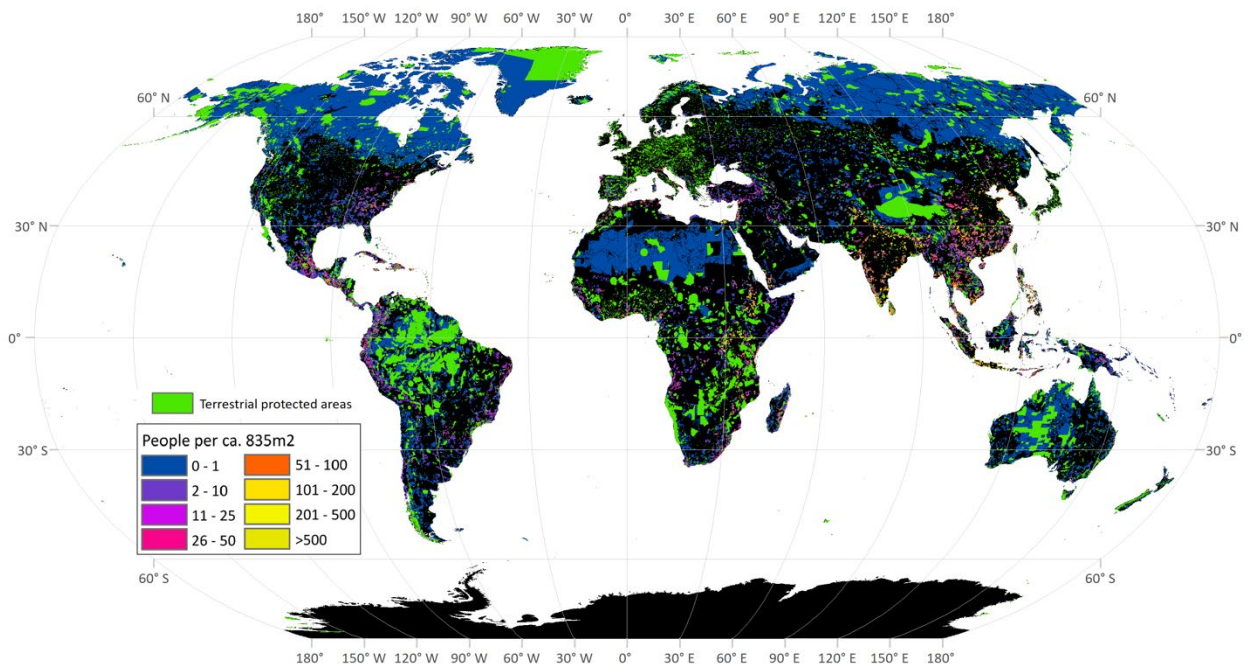 180° 150° W 120° W 90° W 60° W 30° W 0° 30° E 60° E 90° E 120° E 150° E 180°
60° N 60° N
30° N 30° N
0° 0°
Terrestrial protected areas
People per ca. 835m2
0 - 1 51 - 100
2 - 10 101 - 200
11 - 25 201 - 500
26 - 50 >500
30° S 30° S
60° S 60° S
180° 150° W 120° W 90° W 60° W 30° W 0° 30° E 60° E 90° E 120° E 150° E 180°